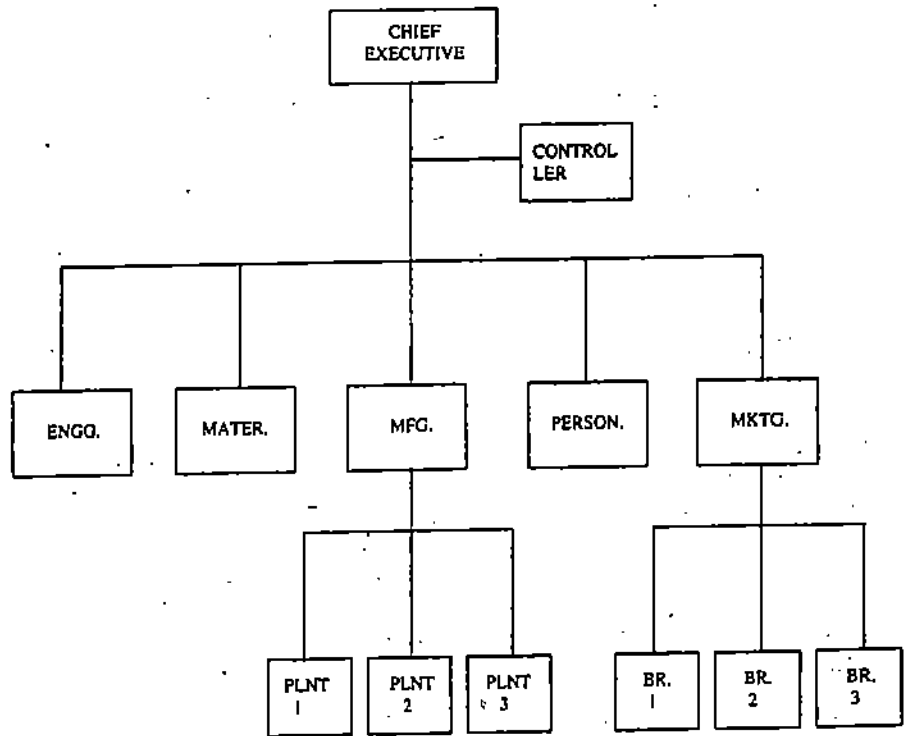 CHIEF
EXECUTIVE
CONTROL
LER
ENGG.
MATER.
MFG.
PERSON.
MKTG.
PLNT
1
PLNT
2
PLNT
3
BR.
1
BR.
2
BR.
3